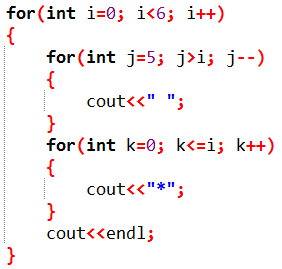 for(int i=0; i<6; i++)
{
    for(int j=5; j>i; j--)
    {
        cout<<" ";
    }
    for(int k=0; k<=i; k++)
    {
        cout<<"*";
    }
    cout<<endl;
}